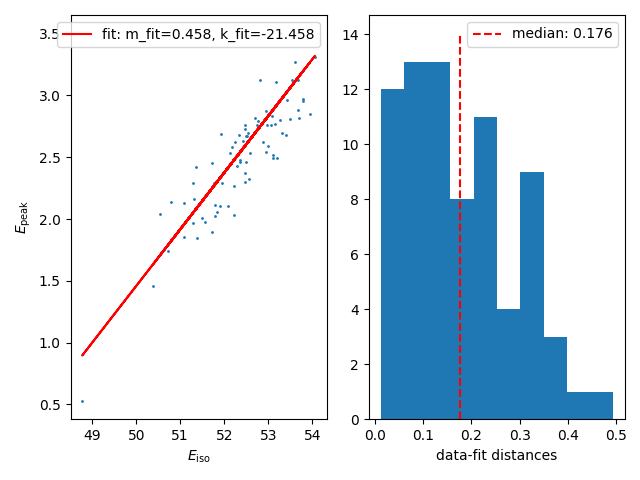 fit: m_fit=0.458, k_fit=-21.458
3.5
3.0
2.5
2.0
1.5
1.0
0.5
E_peak
49 50 51 52 53 54
E_iso
median: 0.176
14
12
10
8
6
4
2
0
0.0 0.1 0.2 0.3 0.4 0.5
data-fit distances